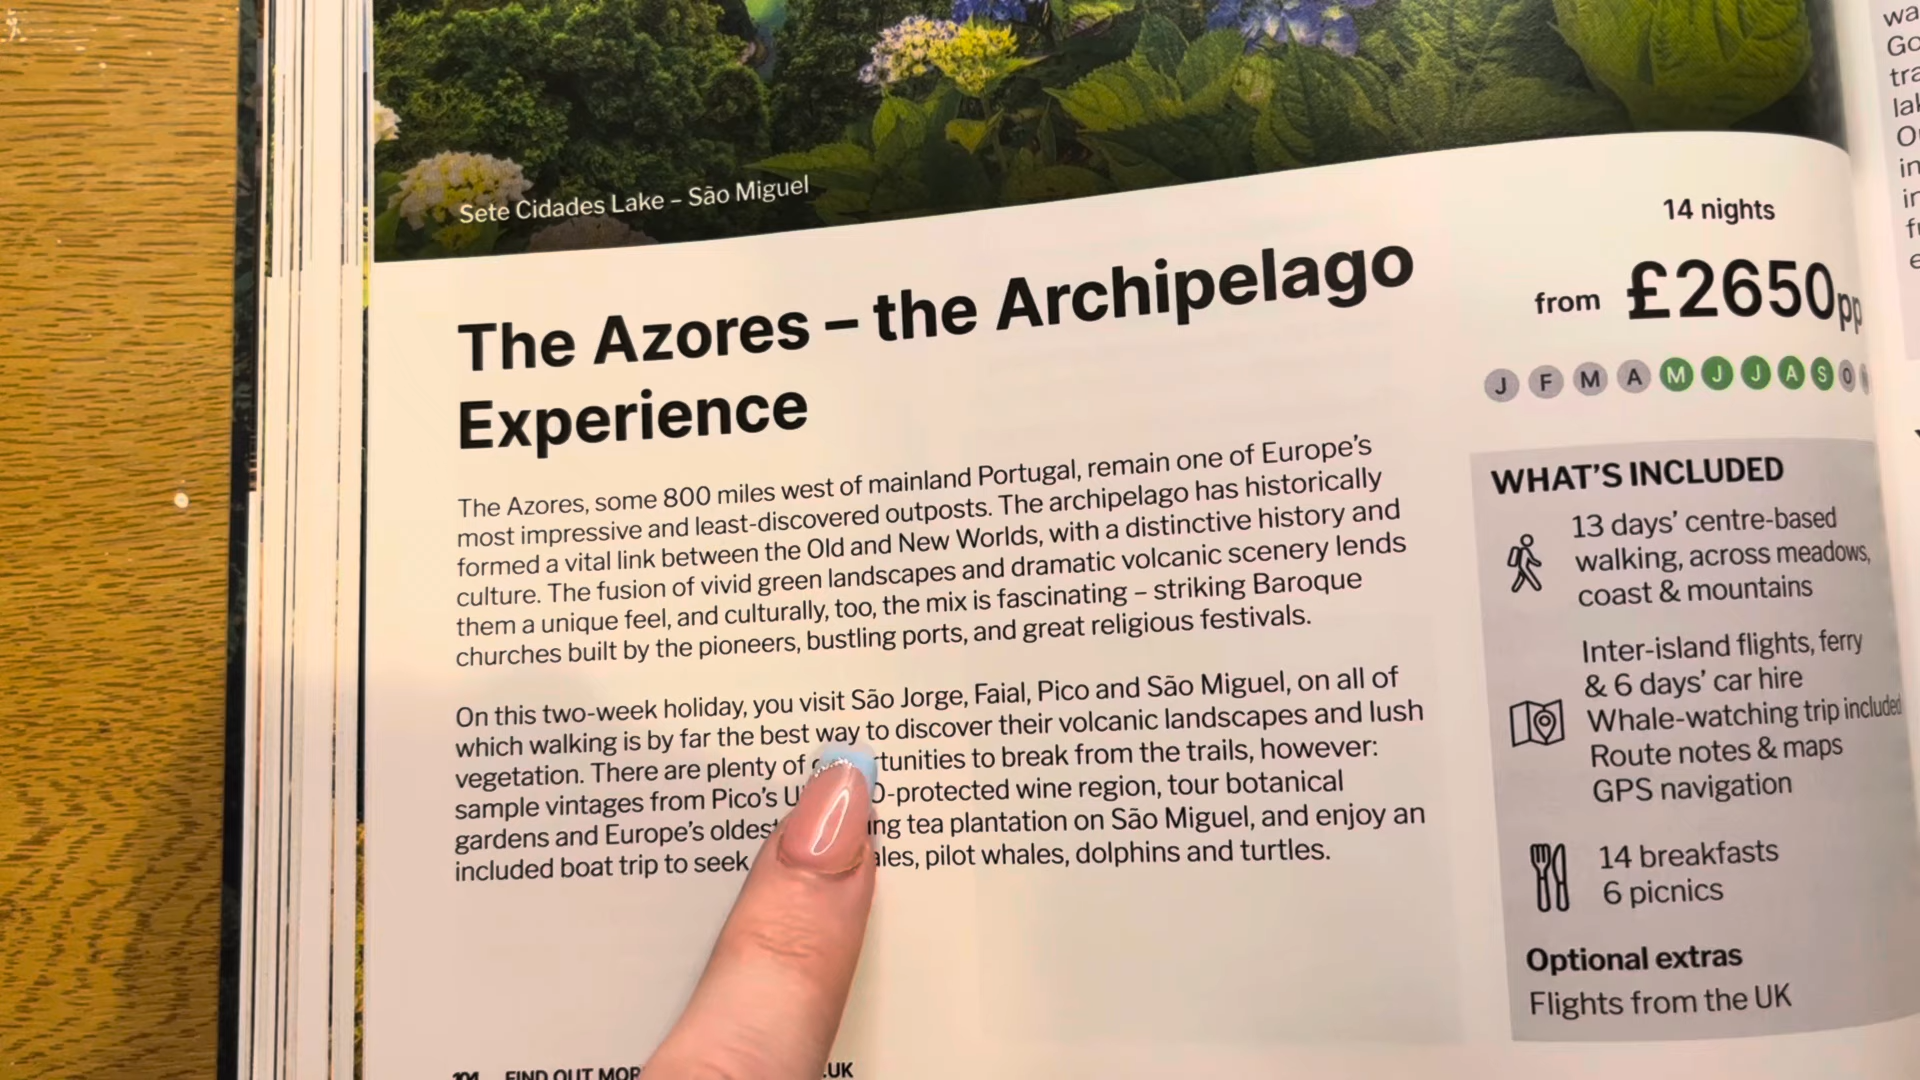 Sete Cidades Lake – São Miguel
The Azores – the Archipelago
Experience
The Azores, some 800 miles west of mainland Portugal, remain one of Europe's
most impressive and least-discovered outposts. The archipelago has historically
formed a vital link between the Old and New Worlds, with a distinctive history and
culture. The fusion of vivid green landscapes and dramatic volcanic scenery lends
them a unique feel, and culturally, too, the mix is fascinating – striking Baroque
churches built by the pioneers, bustling ports, and great religious festivals.
On this two-week holiday, you visit São Jorge, Faial, Pico and São Miguel, on all of
which walking is by far the best way to discover their volcanic landscapes and lush
vegetation. There are plenty of to break from the trails, however:
sample vintages from Pico's wine region, tour botanical
gardens and Europe's tea plantation on São Miguel, and enjoy an
included boat trip to seek pilot whales, dolphins and turtles.
FIND OUT
.UK
14 nights
from £2650pp
J F M A M J J A S O
WHAT'S INCLUDED
13 days' centre-based
walking, across meadows,
coast & mountains
Inter-island flights, ferry
& 6 days' car hire
Whale-watching trip included
Route notes & maps
GPS navigation
14 breakfasts
6 picnics
Optional extras
Flights from the UK